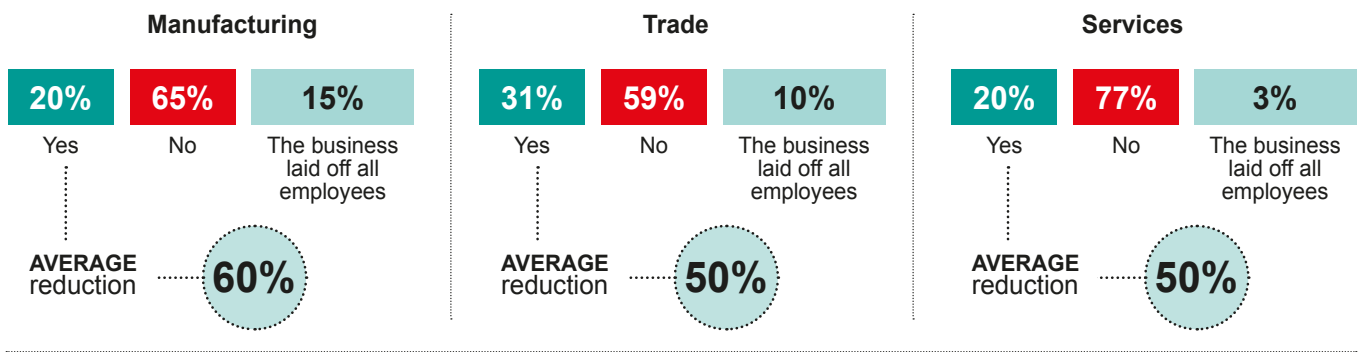 Manufacturing
20% 65% 15%
Yes No The business
laid off all
employees
AVERAGE
reduction
60%
Trade
31% 59% 10%
Yes No The business
laid off all
employees
AVERAGE
reduction
50%
Services
20% 77% 3%
Yes No The business
laid off all
employees
AVERAGE
reduction
50%